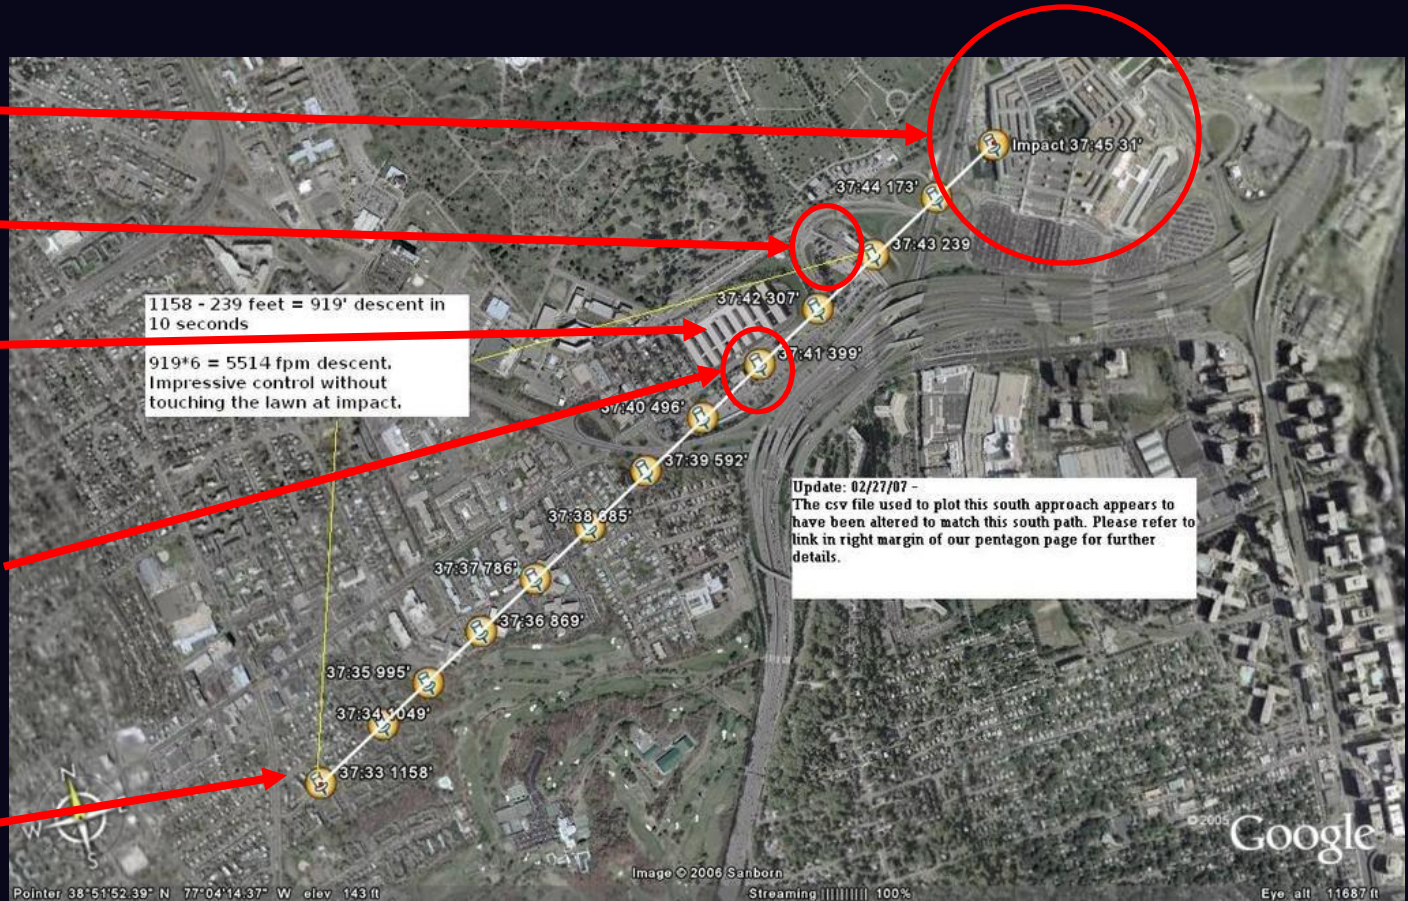 Impact 37:45 31'
37:44 173'
37:43 239
37:42 307'
1158 - 239 feet = 919' descent in
10 seconds
919*6 = 5514 fpm descent.
Impressive control without
touching the lawn at impact.
37:41 399'
37:40 496'
37:39 592'
Update: 02/27/07 -
The csv file used to plot this south approach appears to
have been altered to match this south path. Please refer to
link in right margin of our pentagon page for further
details.
37:38 685'
37:37 786'
37:36 869'
37:35 995'
37:34 1049'
37:33 1158'
N
W E
S
© 2005 Google
Image © 2006 Sanborn
Pointer 38°51'52.39" N 77°04'14.37" W elev 143 ft Streaming |||||||||| 100% Eye alt 11687 ft